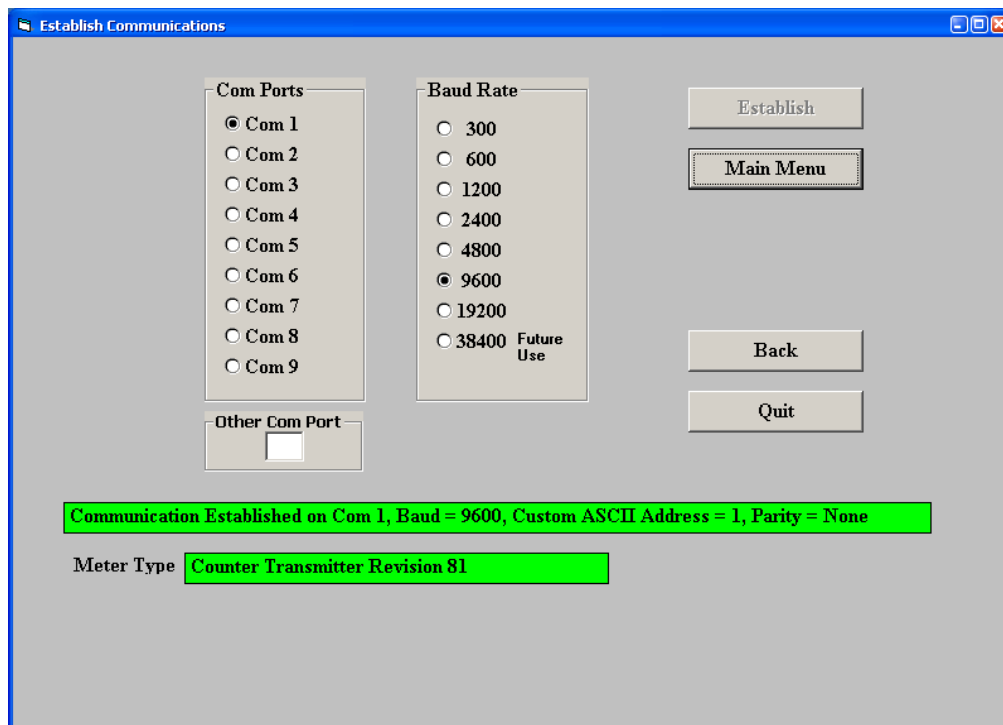 Establish Communications
Com Ports
Com 1
Com 2
Com 3
Com 4
Com 5
Com 6
Com 7
Com 8
Com 9
Other Com Port
Baud Rate
300
600
1200
2400
4800
9600
19200
38400 Future
Use
Establish
Main Menu
Back
Quit
Communication Established on Com 1, Baud = 9600, Custom ASCII Address = 1, Parity = None
Meter Type Counter Transmitter Revision 81